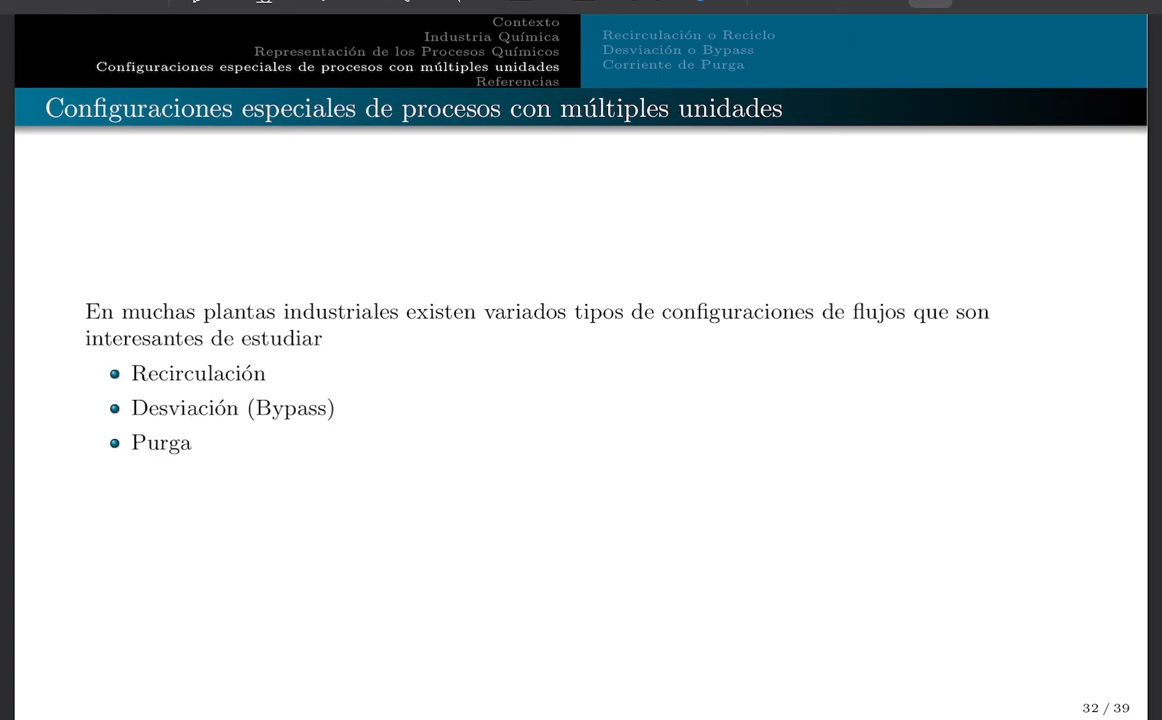 Contexto
Industria Química
Representación de los Procesos Químicos
Configuraciones especiales de procesos con múltiples unidades
Referencias
Recirculación o Reciclo
Desviación o Bypass
Corriente de Purga
Configuraciones especiales de procesos con múltiples unidades
En muchas plantas industriales existen variados tipos de configuraciones de flujos que son
interesantes de estudiar
Recirculación
Desviación (Bypass)
Purga
32 / 39